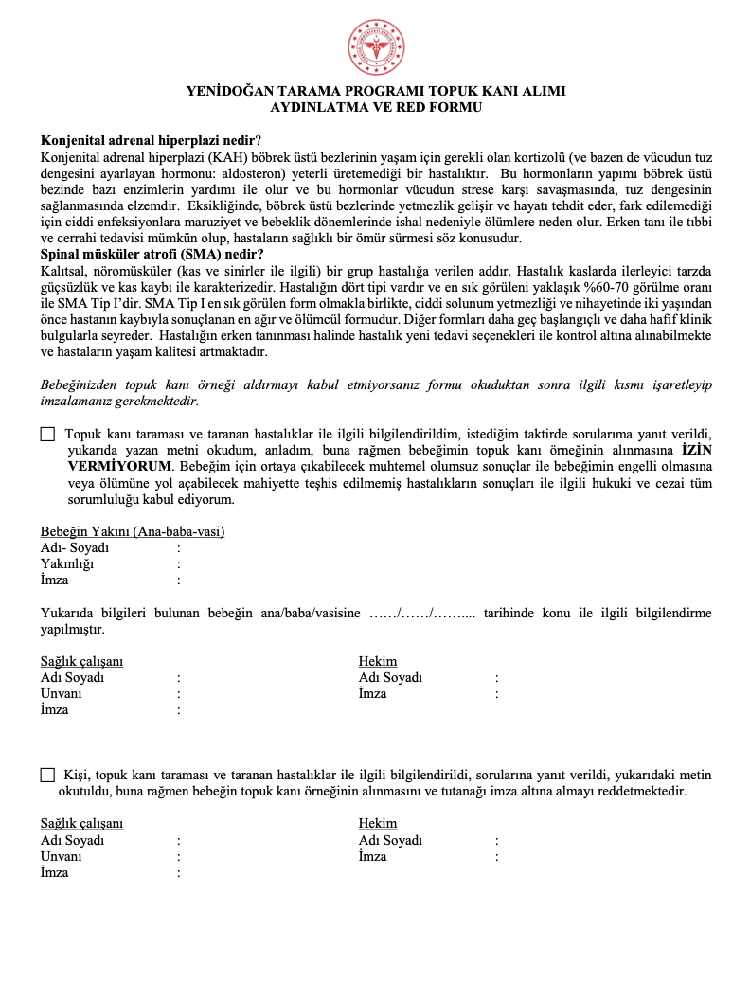 YENİDOĞAN TARAMA PROGRAMI TOPUK KANI ALIMI
AYDINLATMA VE RED FORMU
Konjenital adrenal hiperplazi nedir?
Konjenital adrenal hiperplazi (KAH) böbrek üstü bezlerinin yaşam için gerekli olan kortizolü (ve bazen de vücudun tuz
dengesini ayarlayan hormonu: aldosteron) yeterli üretemediği bir hastalıktır. Bu hormonların yapımı böbrek üstü
bezinde bazı enzimlerin yardımı ile olur ve bu hormonlar vücudun strese karşı savaşmasında, tuz dengesinin
sağlanmasında elzemdir. Eksikliğinde, böbrek üstü bezlerinde yetmezlik gelişir ve hayatı tehdit eder, fark edilemediği
için ciddi enfeksiyonlara maruziyet ve bebeklik dönemlerinde ishal nedeniyle ölümlere neden olur. Erken tanı ile tıbbi
ve cerrahi tedavisi mümkün olup, hastaların sağlıklı bir ömür sürmesi söz konusudur.
Spinal müsküler atrofi (SMA) nedir?
Kalıtsal, nöromüsküler (kas ve sinirler ile ilgili) bir grup hastalığa verilen addır. Hastalık kaslarda ilerleyici tarzda
güçsüzlük ve kas kaybı ile karakterizedir. Hastalığın dört tipi vardır ve en sık görüleni yaklaşık %60-70 görülme oranı
ile SMA Tip I’dir. SMA Tip I en sık görülen form olmakla birlikte, ciddi solunum yetmezliği ve nihayetinde iki yaşından
önce hastanın kaybıyla sonuçlanan en ağır ve ölümcül formudur. Diğer formları daha geç başlangıçlı ve daha hafif klinik
bulgularla seyreder. Hastalığın erken tanınması halinde hastalık yeni tedavi seçenekleri ile kontrol altına alınabilmekte
ve hastaların yaşam kalitesi artmaktadır.
Bebeğinizden topuk kanı örneği aldırmayı kabul etmiyorsanız formu okuduktan sonra ilgili kısmı işaretleyip
imzalamanız gerekmektedir.
Topuk kanı taraması ve taranan hastalıklar ile ilgili bilgilendirildim, istediğim taktirde sorularıma yanıt verildi,
yukarıda yazan metni okudum, anladım, buna rağmen bebeğimin topuk kanı örneğinin alınmasına İZİN
VERMİYORUM. Bebeğim için ortaya çıkabilecek muhtemel olumsuz sonuçlar ile bebeğimin engelli olmasına
veya ölümüne yol açabilecek mahiyette teşhis edilmemiş hastalıkların sonuçları ile ilgili hukuki ve cezai tüm
sorumluluğu kabul ediyorum.
Bebeğin Yakını (Ana-baba-vasi)
Adı- Soyadı :
Yakınlığı :
İmza :
Yukarıda bilgileri bulunan bebeğin ana/baba/vasisine ……/……/…….... tarihinde konu ile ilgili bilgilendirme
yapılmıştır.
Sağlık çalışanı Hekim
Adı Soyadı : Adı Soyadı :
Unvanı : İmza :
İmza :
Kişi, topuk kanı taraması ve taranan hastalıklar ile ilgili bilgilendirildi, sorularına yanıt verildi, yukarıdaki metin
okutuldu, buna rağmen bebeğin topuk kanı örneğinin alınmasını ve tutanağı imza altına almayı reddetmektedir.
Sağlık çalışanı Hekim
Adı Soyadı : Adı Soyadı :
Unvanı : İmza :
İmza :